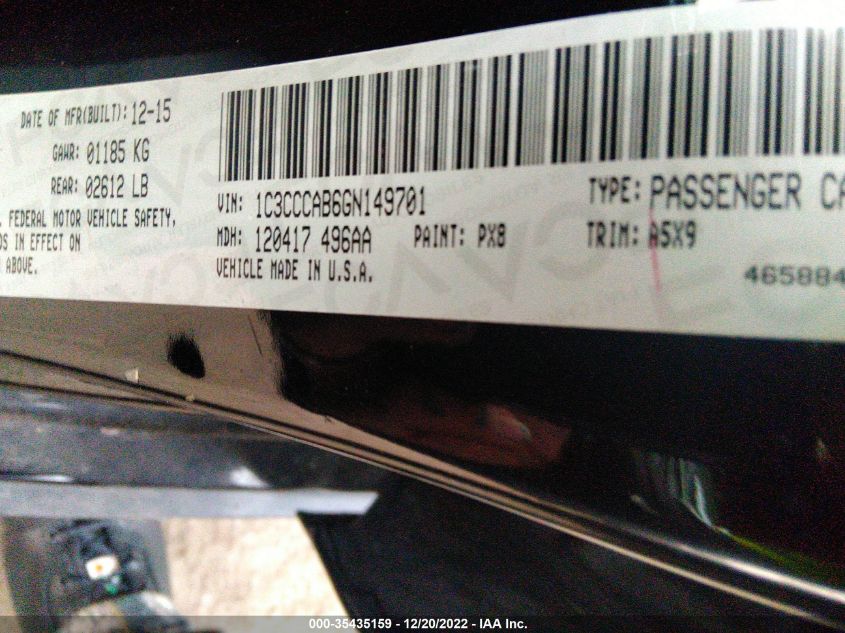 DATE OF MFR(BUILT): 12-15
GAWR: 01185 KG
REAR: 02612 LB
FEDERAL MOTOR VEHICLE SAFETY,
DS IN EFFECT ON
ABOVE.
VIN: 1C3CCCAB6GN149701
MDH: 120417 496AA PAINT: PX8
VEHICLE MADE IN U.S.A.
TYPE: PASSENGER CA
TRIM: A5X9
465884
000-35435159 - 12/20/2022 - IAA Inc.